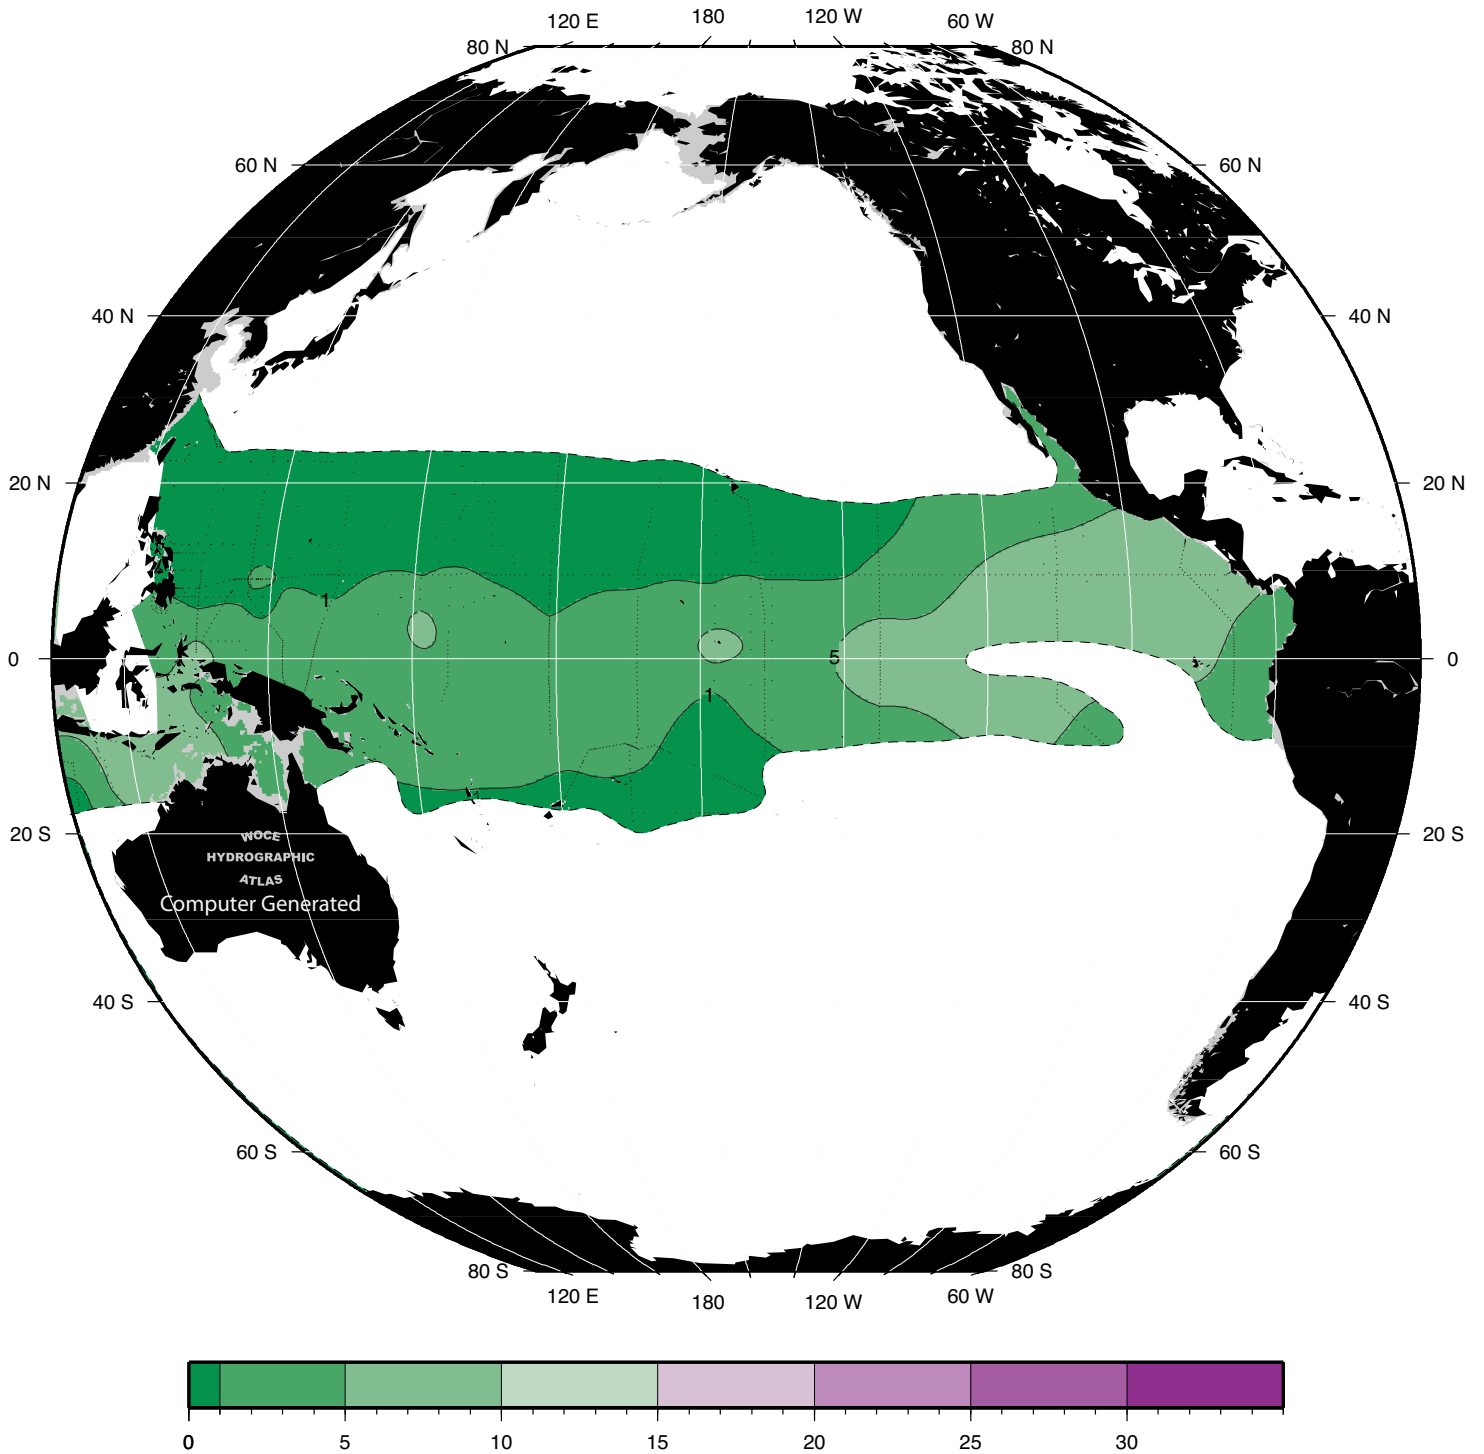 120 E 180 120 W 60 W
80 N 80 N
60 N 60 N
40 N 40 N
20 N 20 N
1
0 5 0
1
20 S 20 S
WOCE
HYDROGRAPHIC
ATLAS
Computer Generated
40 S 40 S
60 S 60 S
80 S 80 S
120 E 180 120 W 60 W
0 5 10 15 20 25 30